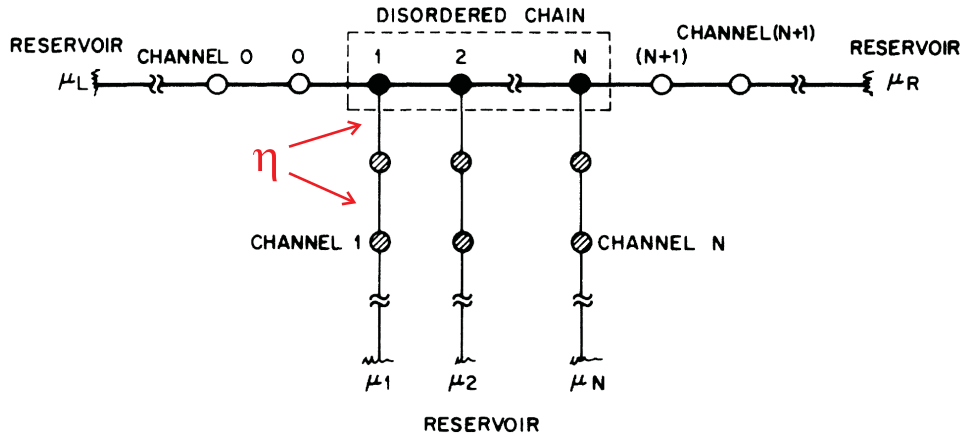 DISORDERED CHAIN
RESERVOIR CHANNEL 0 0 1 2 N (N+1) CHANNEL(N+1) RESERVOIR
μL μR
η
CHANNEL 1 CHANNEL N
μ1 μ2 μN
RESERVOIR